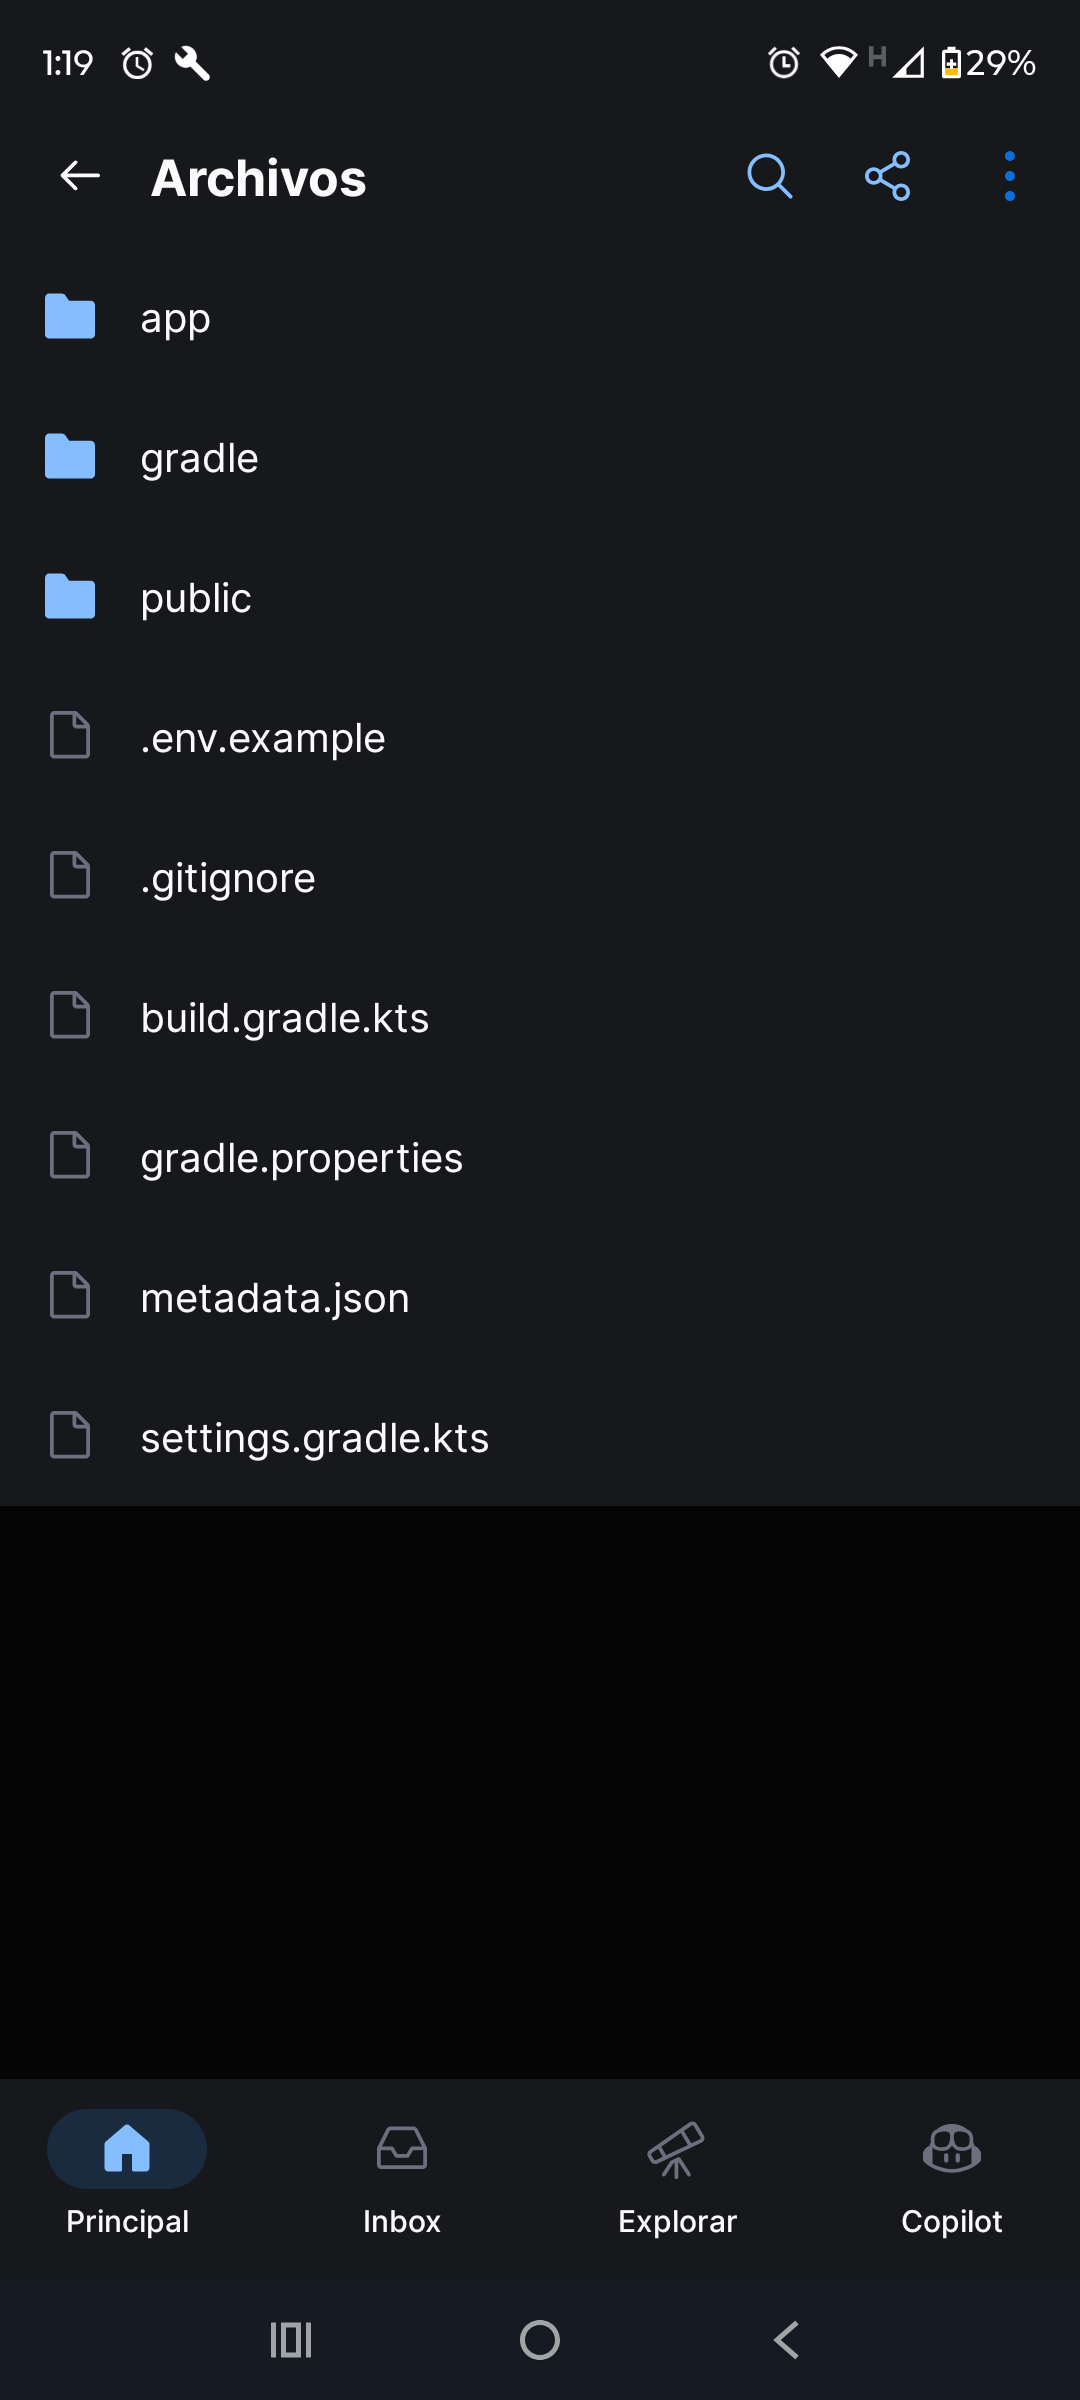 1:19
H
29%
Archivos
app
gradle
public
.env.example
.gitignore
build.gradle.kts
gradle.properties
metadata.json
settings.gradle.kts
Principal
Inbox
Explorar
Copilot